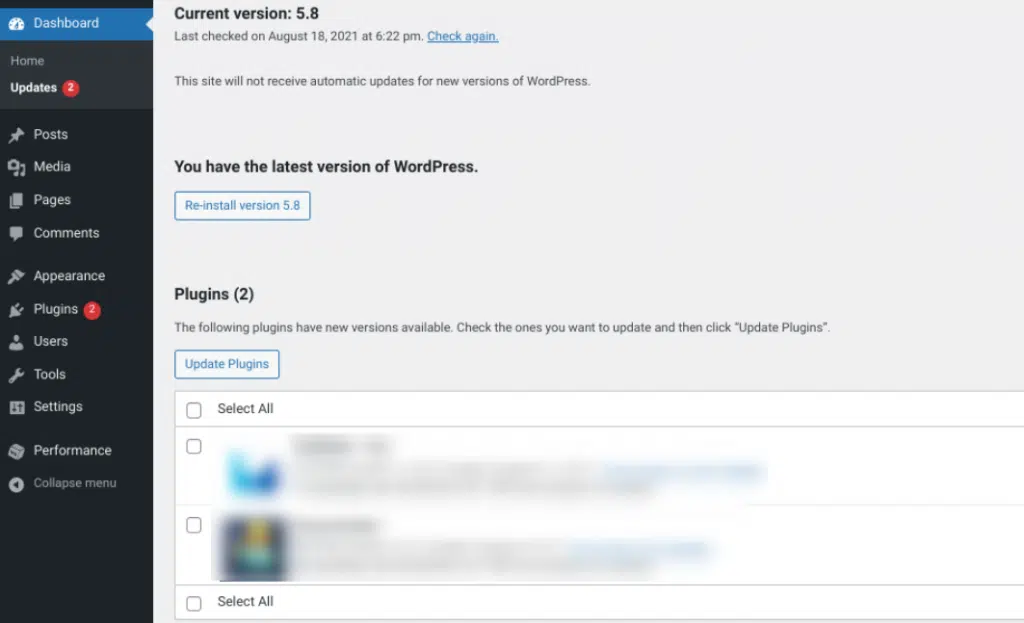 Dashboard
Home
Updates 2
Posts
Media
Pages
Comments
Appearance
Plugins 2
Users
Tools
Settings
Performance
Collapse menu
Current version: 5.8
Last checked on August 18, 2021 at 6:22 pm. Check again.
This site will not receive automatic updates for new versions of WordPress.
You have the latest version of WordPress.
Re-install version 5.8
Plugins (2)
The following plugins have new versions available. Check the ones you want to update and then click “Update Plugins”.
Update Plugins
Select All
Select All